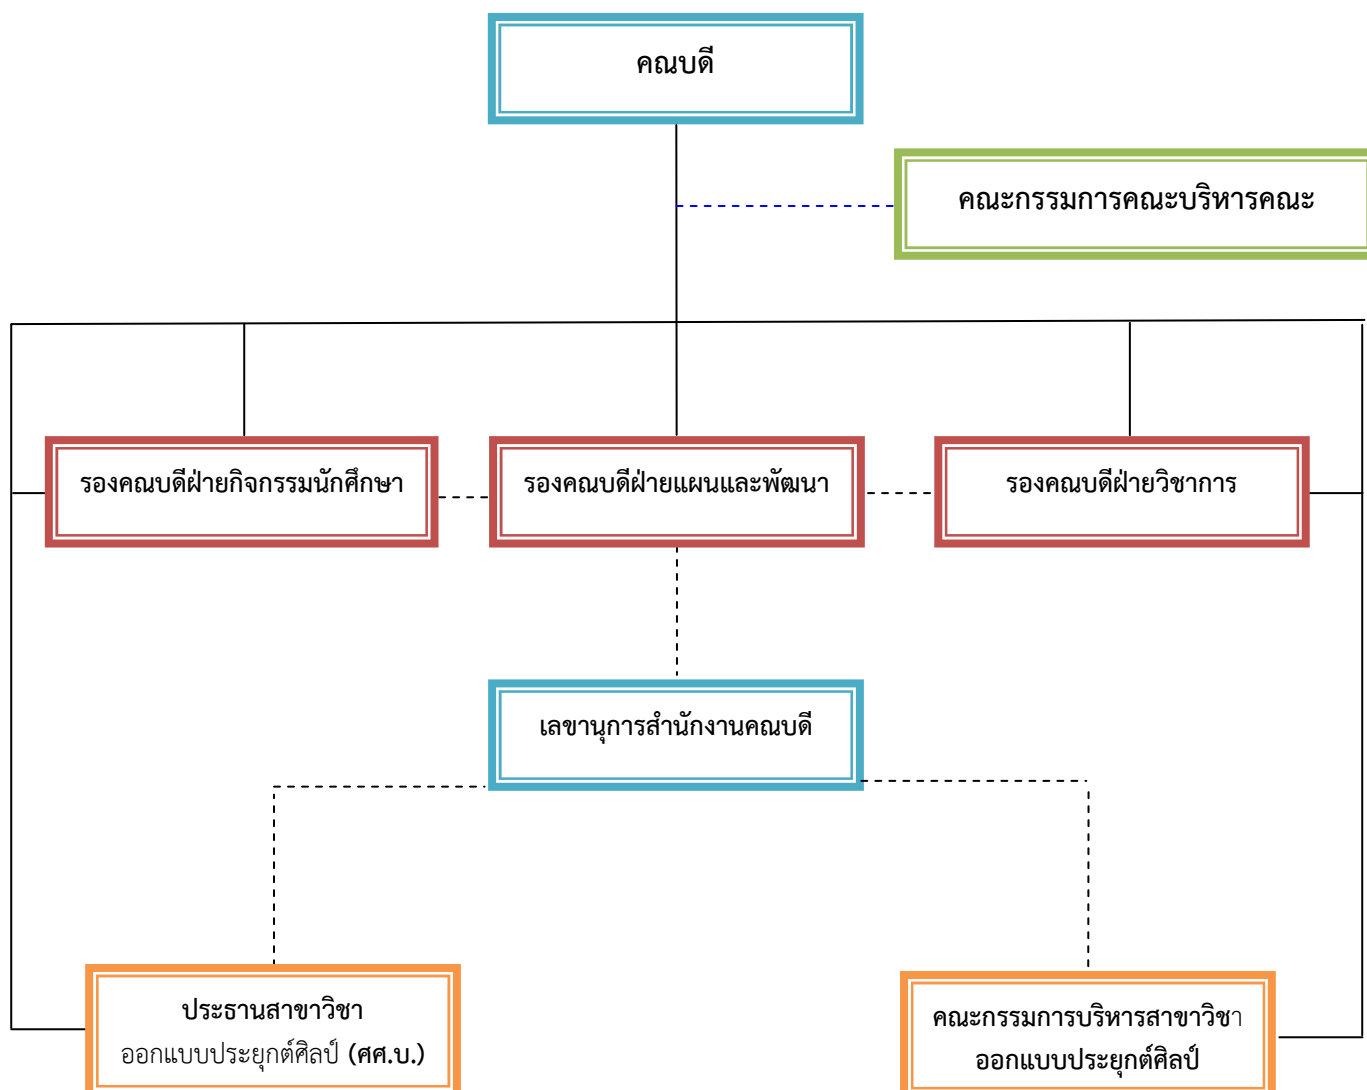 คณบดี
คณะกรรมการคณะบริหารคณะ
รองคณบดีฝ่ายกิจกรรมนักศึกษา
รองคณบดีฝ่ายแผนและพัฒนา
รองคณบดีฝ่ายวิชาการ
เลขานุการสำนักงานคณบดี
ประธานสาขาวิชา
ออกแบบประยุกต์ศิลป์ (ศศ.บ.)
คณะกรรมการบริหารสาขาวิชา
ออกแบบประยุกต์ศิลป์